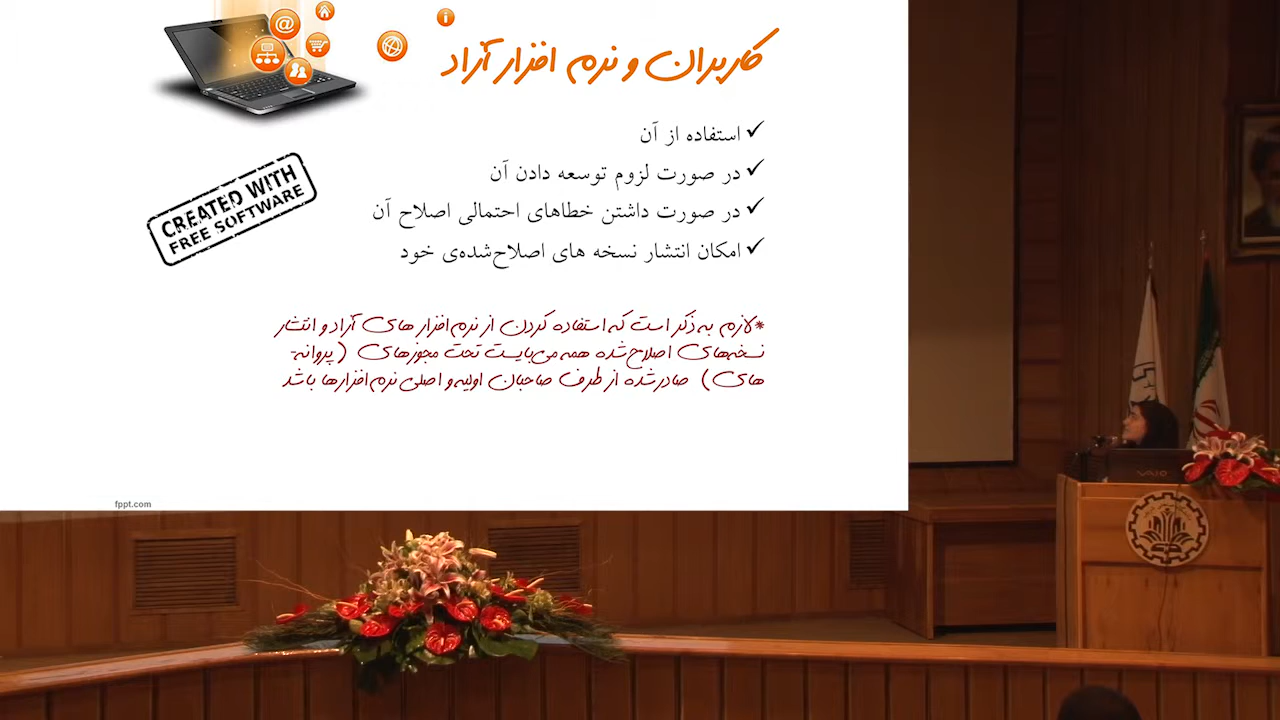 کاربران و نرم افزار آزاد
✓ استفاده از آن
✓ در صورت لزوم توسعه دادن آن
✓ در صورت داشتن خطاهای احتمالی اصلاح آن
✓ امکان انتشار نسخه های اصلاح‌شده‌ی خود
CREATED WITH
FREE SOFTWARE
*لازم به ذکر است که استفاده کردن از نرم‌افزار های آزاد و انتشار
نسخه‌های اصلاح‌شده همه می‌بایست تحت مجوزهای (پروانه-
های) صادرشده از طرف صاحبان اولیه و اصلی نرم‌افزارها باشد
fppt.com
VAIO